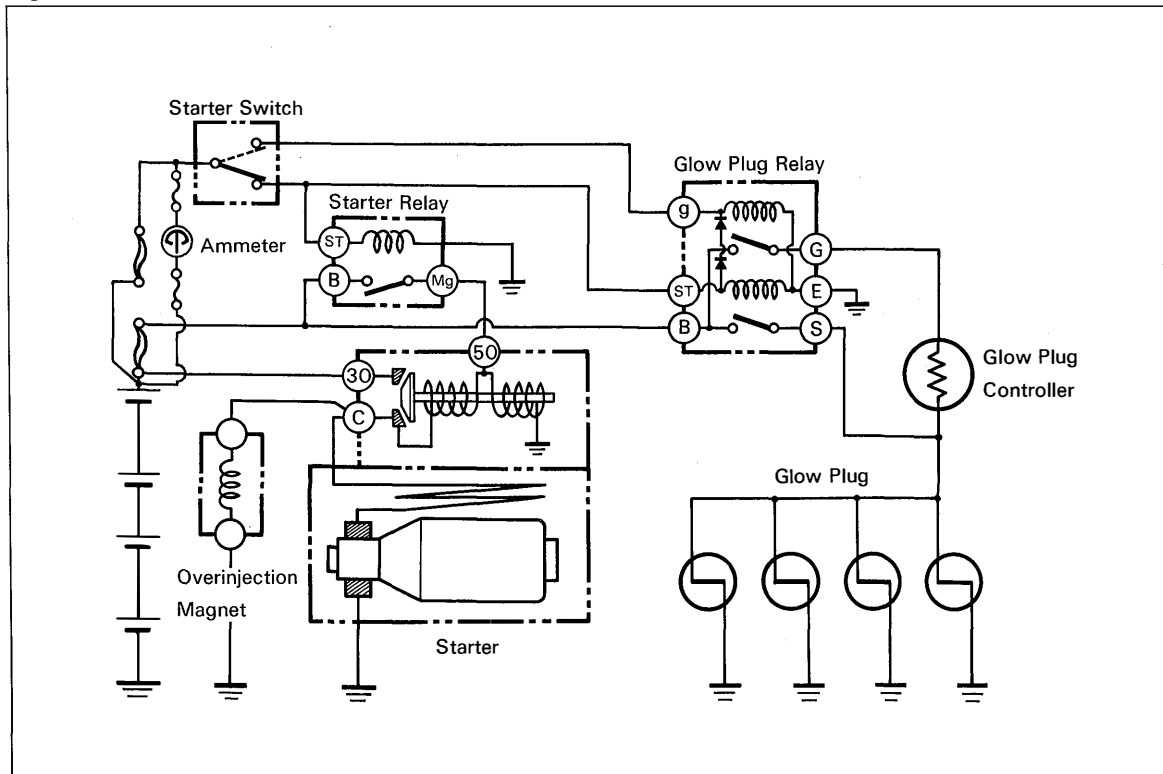 Starter Switch
Glow Plug Relay
Starter Relay
g
Ammeter
ST
G
B
Mg
ST
E
B
S
50
30
Glow Plug
Controller
C
Glow Plug
Overinjection
Magnet
Starter